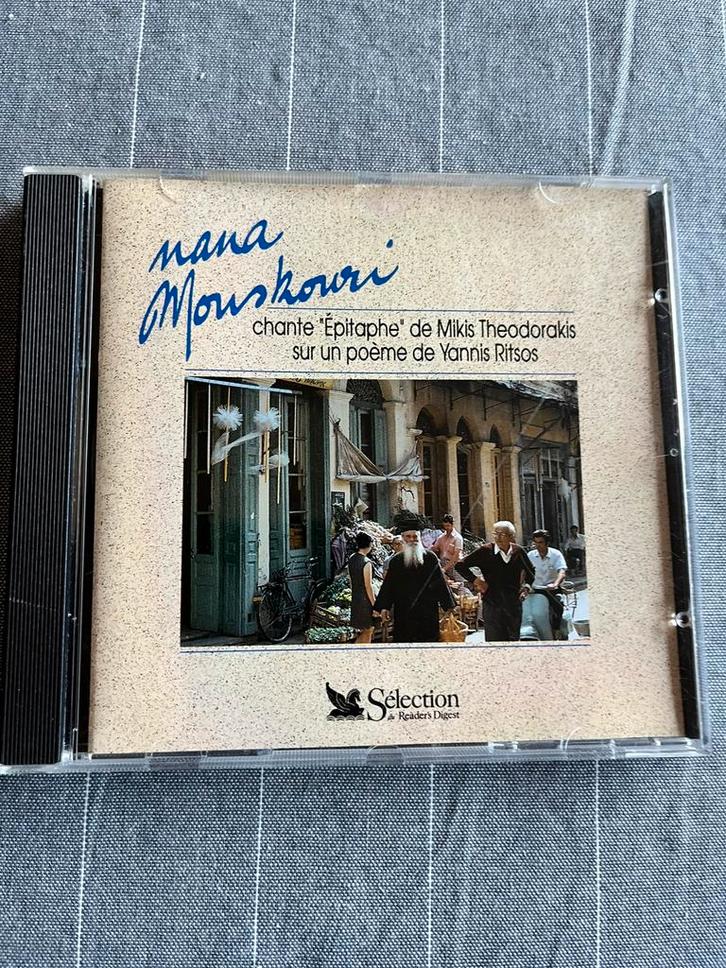 nana
Mouskouri
chante "Épitaphe" de Mikis Theodorakis
sur un poème de Yannis Ritsos
Sélection
du Reader's Digest